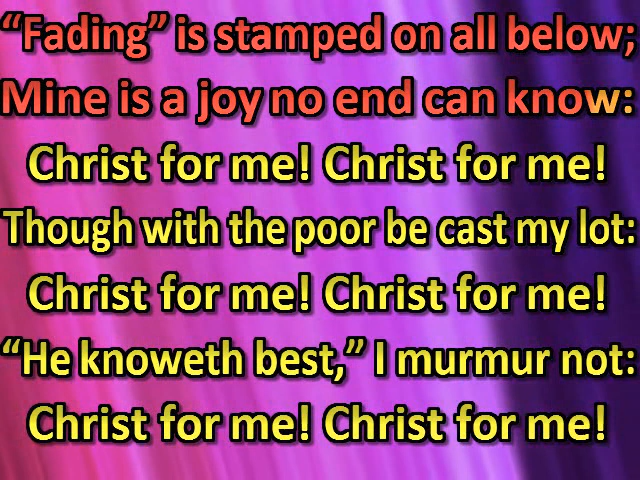 “Fading” is stamped on all below;
Mine is a joy no end can know:
Christ for me! Christ for me!
Though with the poor be cast my lot:
Christ for me! Christ for me!
“He knoweth best,” I murmur not:
Christ for me! Christ for me!